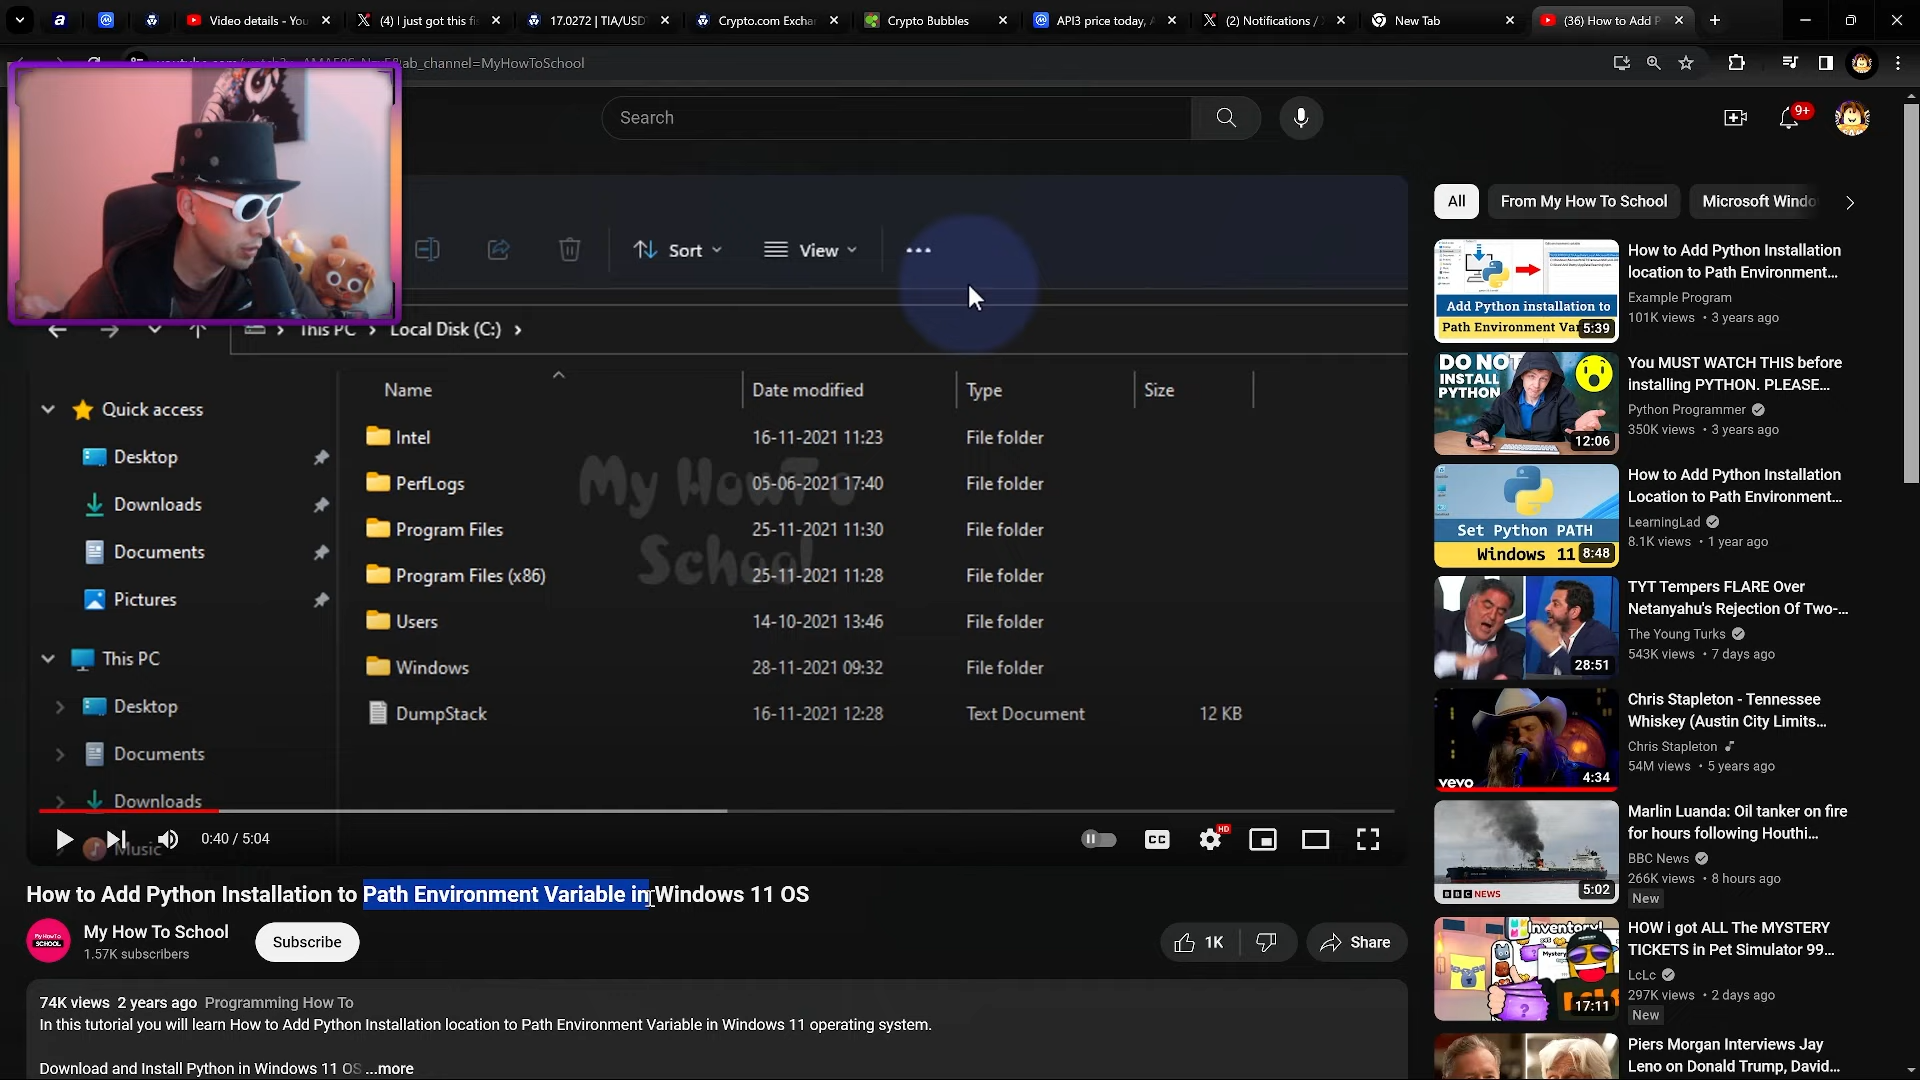 Video details - You
(4) I just got this fi
17.0272 | TIA/USDT
Crypto.com Excha
Crypto Bubbles
API3 price today, A
(2) Notifications / X
New Tab
(36) How to Add P
ab_channel=MyHowToSchool
Search
9+
Sort
View
This PC
Local Disk (C:)
Name
Date modified
Type
Size
Quick access
Desktop
Downloads
Documents
Pictures
This PC
Desktop
Documents
Downloads
Music
Intel 16-11-2021 11:23 File folder
PerfLogs 05-06-2021 17:40 File folder
Program Files 25-11-2021 11:30 File folder
Program Files (x86) 25-11-2021 11:28 File folder
Users 14-10-2021 13:46 File folder
Windows 28-11-2021 09:32 File folder
DumpStack 16-11-2021 12:28 Text Document 12 KB
My HowTo
School
0:40 / 5:04
CC
HD
How to Add Python Installation to Path Environment Variable in Windows 11 OS
My How To
SCHOOL
My How To School
1.57K subscribers
Subscribe
1K
Share
74K views 2 years ago Programming How To
In this tutorial you will learn How to Add Python Installation location to Path Environment Variable in Windows 11 operating system.
Download and Install Python in Windows 11 OS ...more
All
From My How To School
Microsoft Windo
Add Python installation to
Path Environment Var
5:39
How to Add Python Installation
location to Path Environment...
Example Program
101K views • 3 years ago
DO NOT
INSTALL
PYTHON
12:06
You MUST WATCH THIS before
installing PYTHON. PLEASE...
Python Programmer
350K views • 3 years ago
Set Python PATH
Windows 11
8:48
How to Add Python Installation
Location to Path Environment...
LearningLad
8.1K views • 1 year ago
28:51
TYT Tempers FLARE Over
Netanyahu's Rejection Of Two-...
The Young Turks
543K views • 7 days ago
vevo
4:34
Chris Stapleton - Tennessee
Whiskey (Austin City Limits...
Chris Stapleton
54M views • 5 years ago
BBC NEWS
5:02
Marlin Luanda: Oil tanker on fire
for hours following Houthi...
BBC News
266K views • 8 hours ago
New
Inventory!
17:11
HOW i got ALL The MYSTERY
TICKETS in Pet Simulator 99...
LcLc
297K views • 2 days ago
New
Piers Morgan Interviews Jay
Leno on Donald Trump, David...